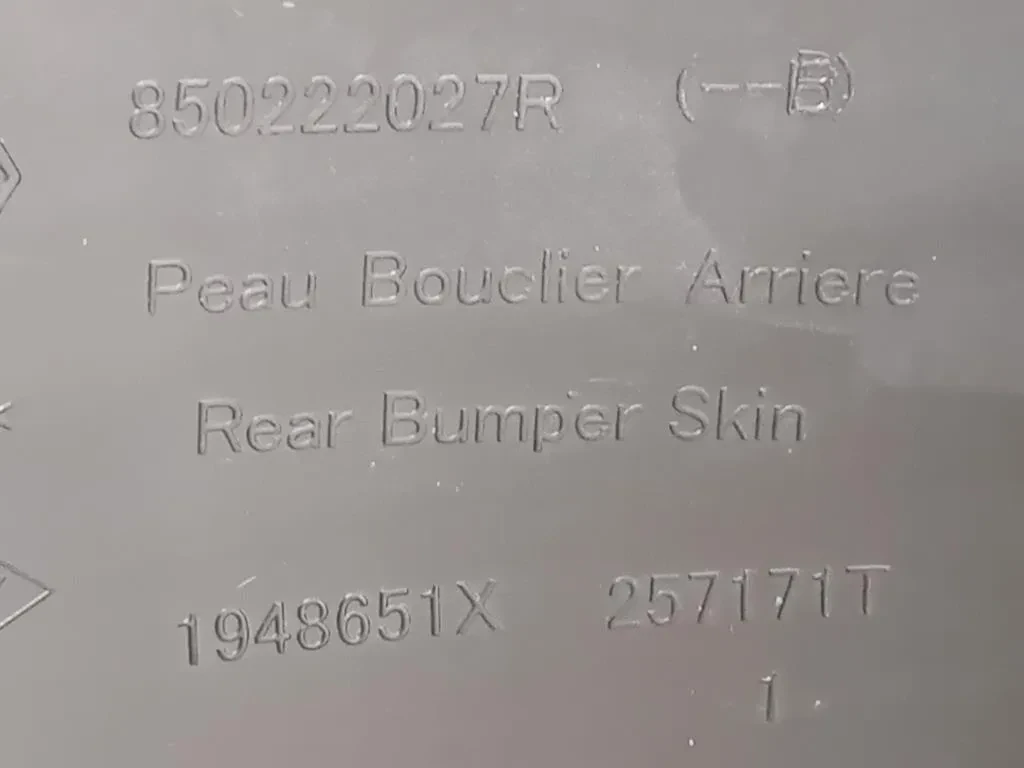 850222027R (--B)
Peau Bouclier Arriere
Rear Bumper Skin
1948651X 257171T
1